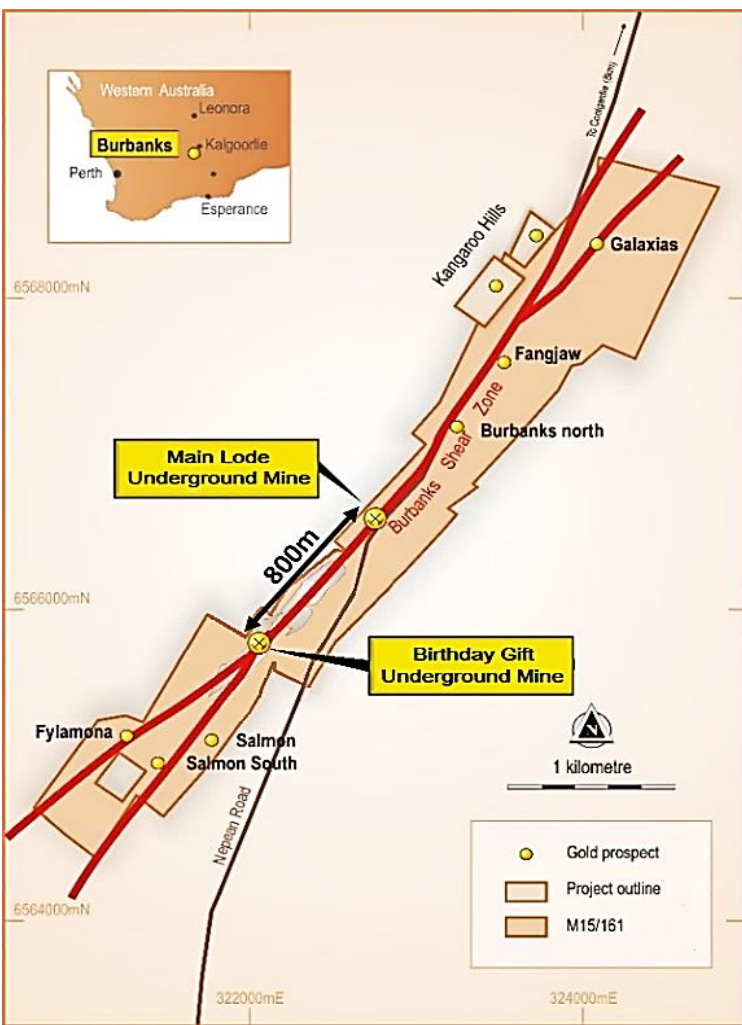 Western Australia
Leonora
Burbanks
Kalgoorlie
Perth
Esperance
To Coolgardie (8km)
Kangaroo Hills
Galaxias
6568000mN
Fangjaw
Burbanks north
Burbanks Shear Zone
Main Lode
Underground Mine
800m
6566000mN
Birthday Gift
Underground Mine
Fylamona
Salmon
Salmon South
N
1 kilometre
Nepean Road
Gold prospect
Project outline
M15/161
6564000mN
322000mE
324000mE